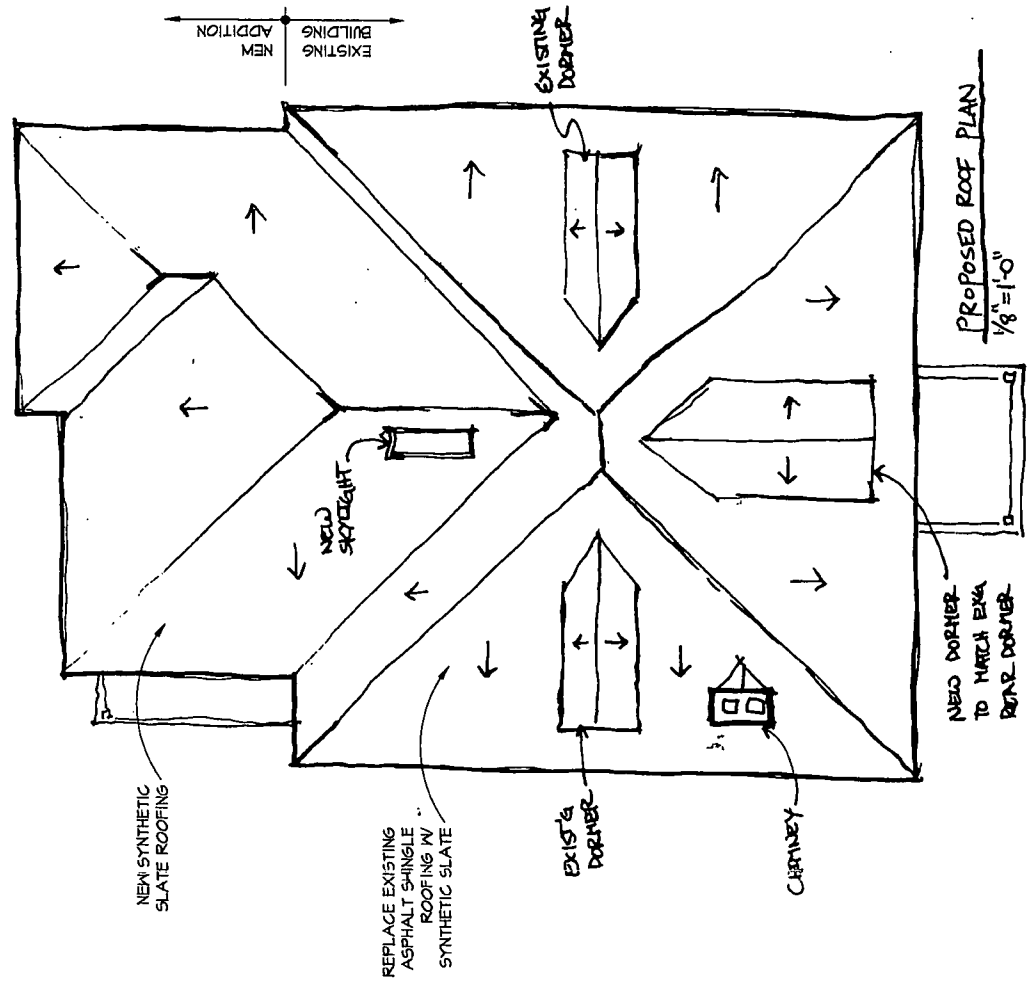 NEW
ADDITION
EXISTING
BUILDING
EXISTING
DORMER
NEW
SKYLIGHT
NEW SYNTHETIC
SLATE ROOFING
REPLACE EXISTING
ASPHALT SHINGLE
ROOFING W/
SYNTHETIC SLATE
EXIST'G
DORMER
CHIMNEY
NEW DORMER
TO MATCH EXG
REAR DORMER
PROPOSED ROOF PLAN
1/8"=1'-0"